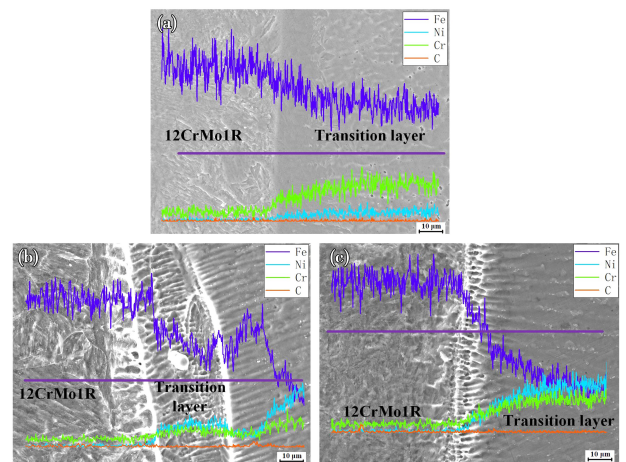 (a)
Fe
Ni
Cr
C
12CrMo1R
Transition layer
10 μm
(b)
Fe
Ni
Cr
C
12CrMo1R
Transition
layer
10 μm
(c)
Fe
Ni
Cr
C
12CrMo1R
Transition layer
10 μm